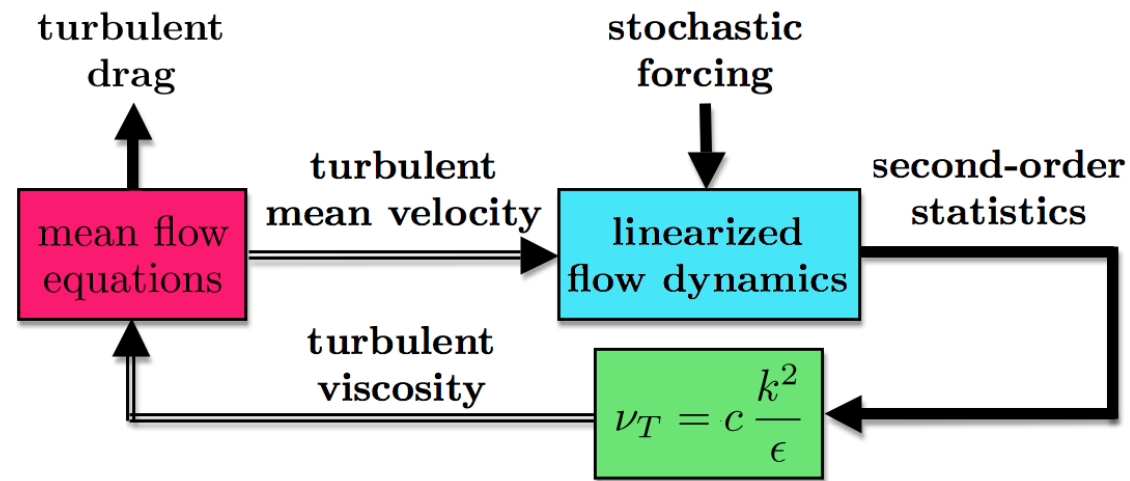 turbulent
drag
stochastic
forcing
turbulent
mean velocity
second-order
statistics
mean flow
equations
linearized
flow dynamics
turbulent
viscosity
ν_T = c k²/ϵ